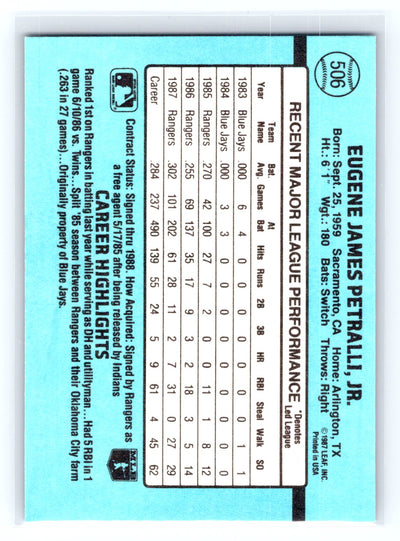 506
EUGENE JAMES PETRALLI, JR.
Born: Sept. 25, 1959 Sacramento, CA Home: Arlington, TX
Ht.: 6'1" Wgt.: 180 Bats: Switch Throws: Right
©1987 LEAF, INC.
Printed in USA
RECENT MAJOR LEAGUE PERFORMANCE *Denotes Led League
Team Bat. At
Year Name Avg. Games Bat Hits Runs 2B 3B HR RBI Steal Walk SO
1983 Blue Jays .000 6 4 0 0 0 0 0 0 0 1 1
1984 Blue Jays .000 3 3 0 0 0 0 0 0 0 0 0
1985 Rangers .270 42 100 27 7 2 0 0 11 1 8 12
1986 Rangers .255 69 137 35 17 9 3 2 18 3 5 14
1987 Rangers .302 101 202 61 28 11 2 7 31 0 27 29
Career .284 237 490 139 55 24 5 9 61 4 45 62
Contract Status: Signed thru 1988. How Acquired: Signed by Rangers as
a free agent 5/17/85 after being released by Indians
CAREER HIGHLIGHTS
Ranked 1st on Rangers in batting last year while serving as DH and utilityman... Had 5 RBI in 1
game 6/10/06 vs. Twins... Split '85 season between Rangers and their Oklahoma City farm
(.263 in 27 games)... Originally property of Blue Jays.